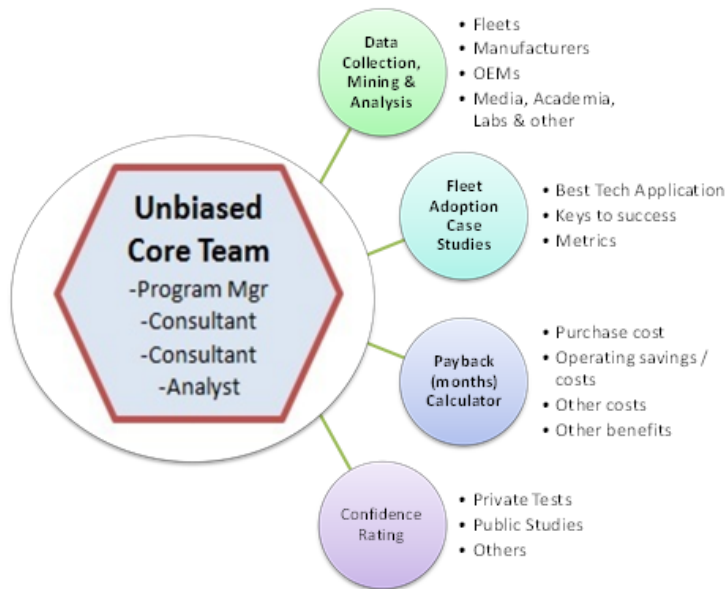 Unbiased
Core Team
-Program Mgr
-Consultant
-Consultant
-Analyst
Data
Collection,
Mining &
Analysis
• Fleets
• Manufacturers
• OEMs
• Media, Academia,
Labs & other
Fleet
Adoption
Case
Studies
• Best Tech Application
• Keys to success
• Metrics
Payback
(months)
Calculator
• Purchase cost
• Operating savings /
costs
• Other costs
• Other benefits
Confidence
Rating
• Private Tests
• Public Studies
• Others